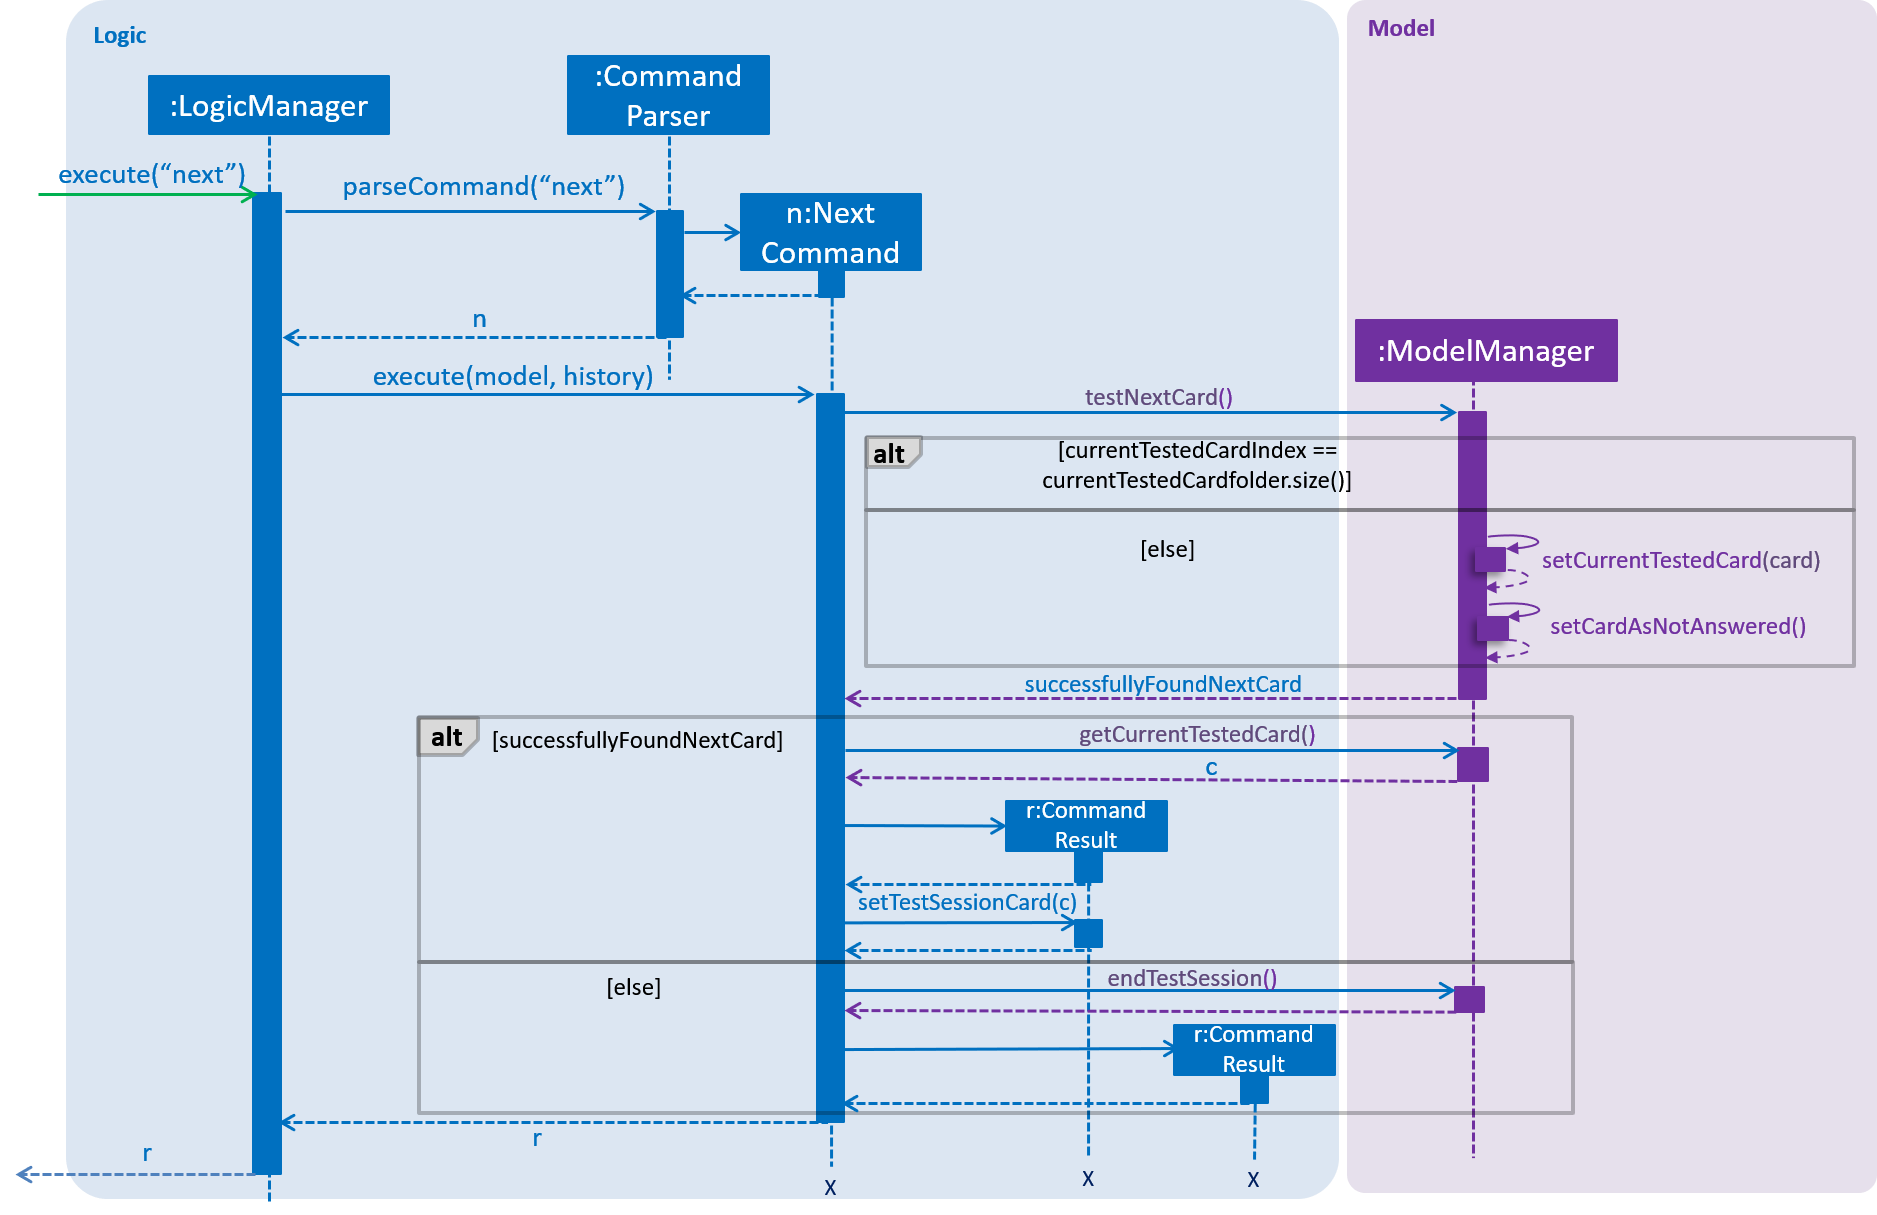 Logic
Model
:LogicManager
:Command
Parser
execute(“next”)
parseCommand(“next”)
n:Next
Command
n
:ModelManager
execute(model, history)
testNextCard()
alt
[currentTestedCardIndex ==
currentTestedCardfolder.size()]
[else]
setCurrentTestedCard(card)
setCardAsNotAnswered()
successfullyFoundNextCard
alt
[successfullyFoundNextCard]
getCurrentTestedCard()
c
r:Command
Result
setTestSessionCard(c)
[else]
endTestSession()
r:Command
Result
r
r
X
X
X